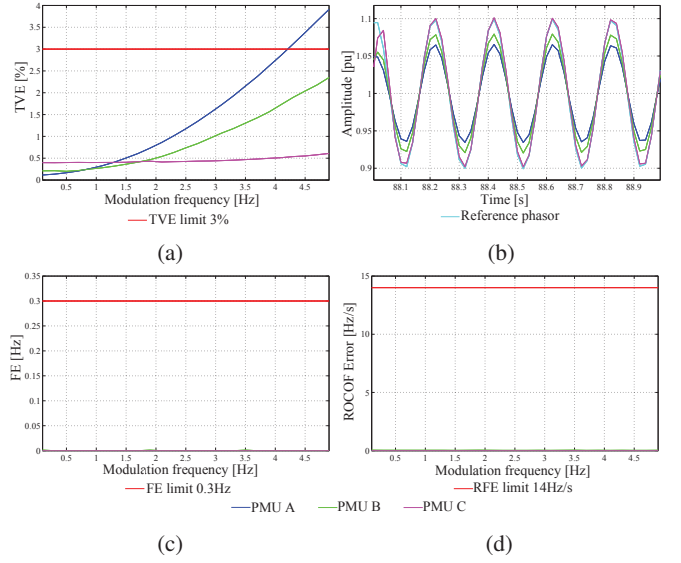 TVE [%]
4
3.5
3
2.5
2
1.5
1
0.5
0
0.5 1 1.5 2 2.5 3 3.5 4 4.5
Modulation frequency [Hz]
TVE limit 3%
(a)
Amplitude [pu]
1.1
1.05
1
0.95
0.9
88.1 88.2 88.3 88.4 88.5 88.6 88.7 88.8 88.9
Time [s]
Reference phasor
(b)
FE [Hz]
0.35
0.3
0.25
0.2
0.15
0.1
0.05
0
0.5 1 1.5 2 2.5 3 3.5 4 4.5
Modulation frequency [Hz]
FE limit 0.3Hz
ROCOF Error [Hz/s]
15
10
5
0
0.5 1 1.5 2 2.5 3 3.5 4 4.5
Modulation frequency [Hz]
RFE limit 14Hz/s
PMU A PMU B PMU C
(c) (d)